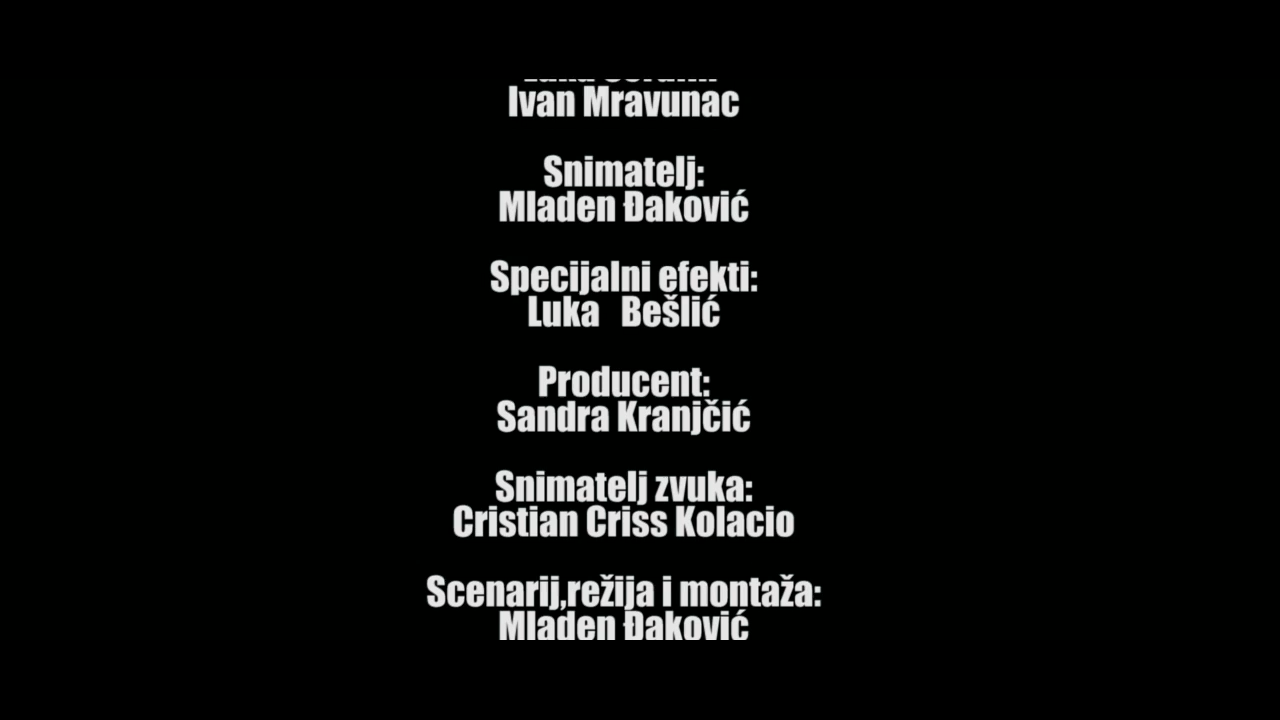 Ivan Mravunac
Snimatelj:
Mladen Đaković
Specijalni efekti:
Luka Bešlić
Producent:
Sandra Kranjčić
Snimatelj zvuka:
Cristian Criss Kolacio
Scenarij,režija i montaža:
Mladen Đaković